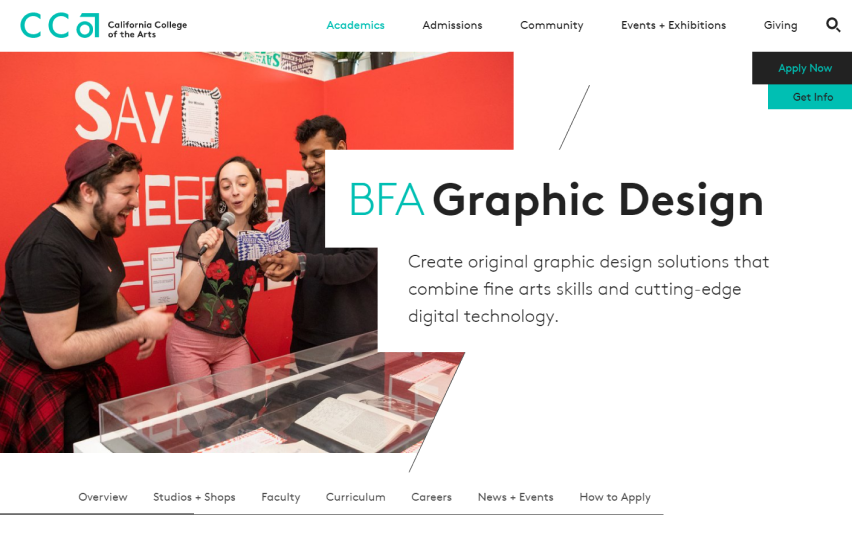 CCA California College
of the Arts
Academics Admissions Community Events + Exhibitions Giving
Apply Now
Get Info
SAY
BFA Graphic Design
Create original graphic design solutions that
combine fine arts skills and cutting-edge
digital technology.
Overview Studios + Shops Faculty Curriculum Careers News + Events How to Apply